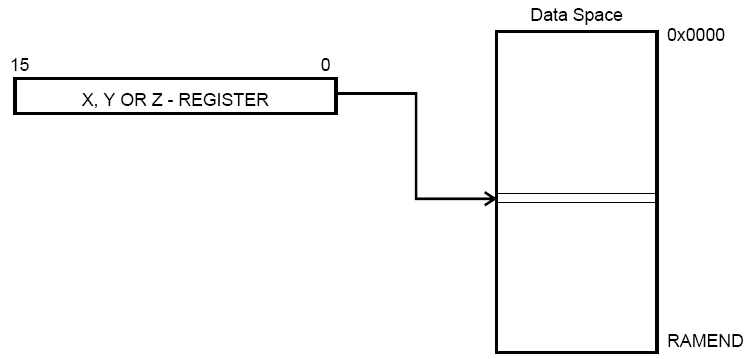 Data Space
0x0000
15 0
X, Y OR Z - REGISTER
RAMEND